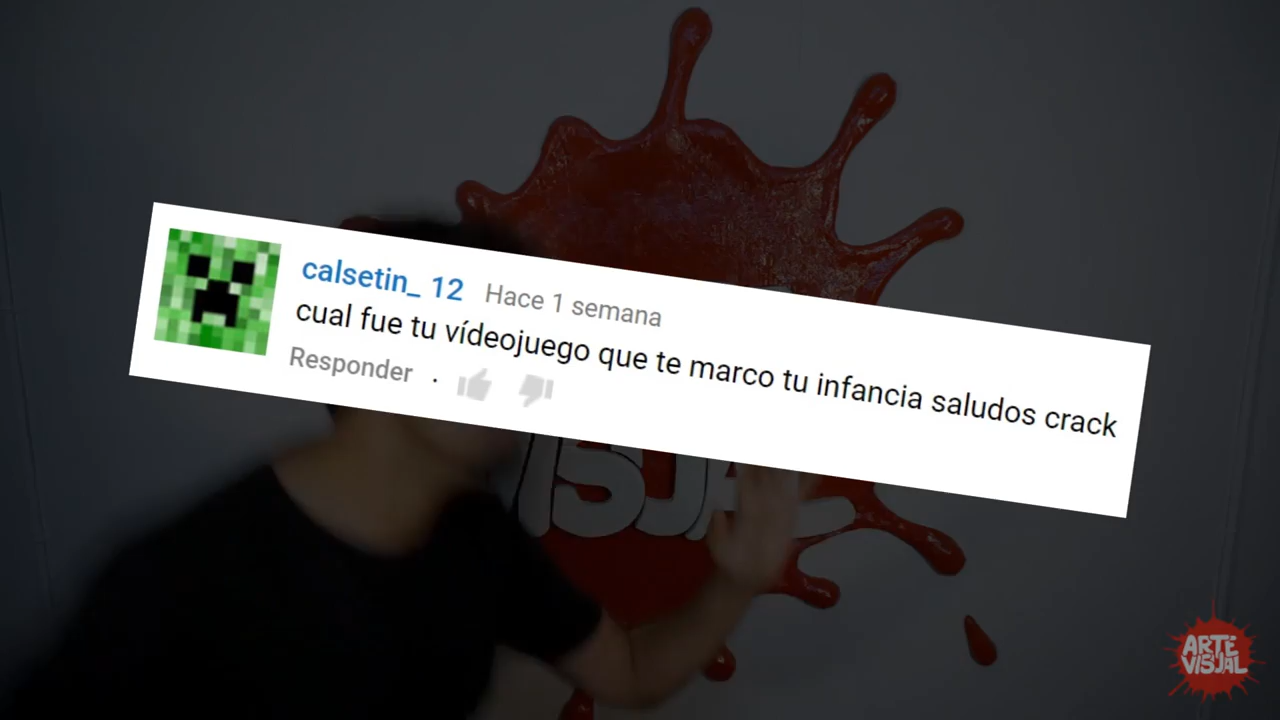 calsetin_ 12 Hace 1 semana
cual fue tu vídeojuego que te marco tu infancia saludos crack
Responder
ARTE
VISUAL